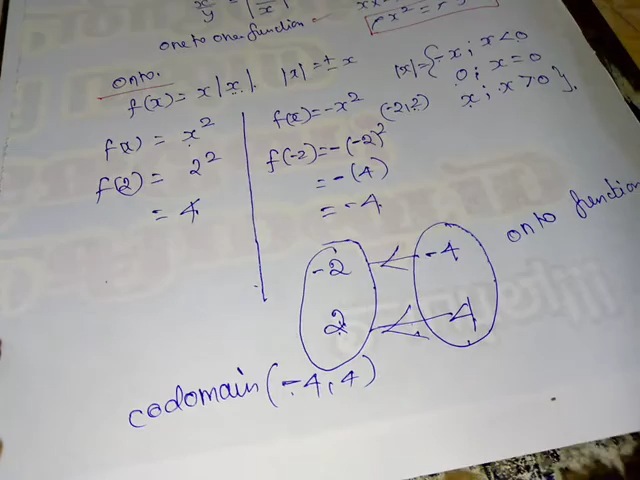 x/y = |
x
one to one function
onto.
f(x) = x|x|. |x| = ± x |x| = { -x ; x < 0
0 ; x = 0
x ; x > 0 }.
f(x) = x²
f(2) = 2²
= 4
f(x) = -x² (-2, 2)
f(-2) = -(-2)²
= -(4)
= -4
onto function
-2 -4
2 4
codomain (-4, 4)